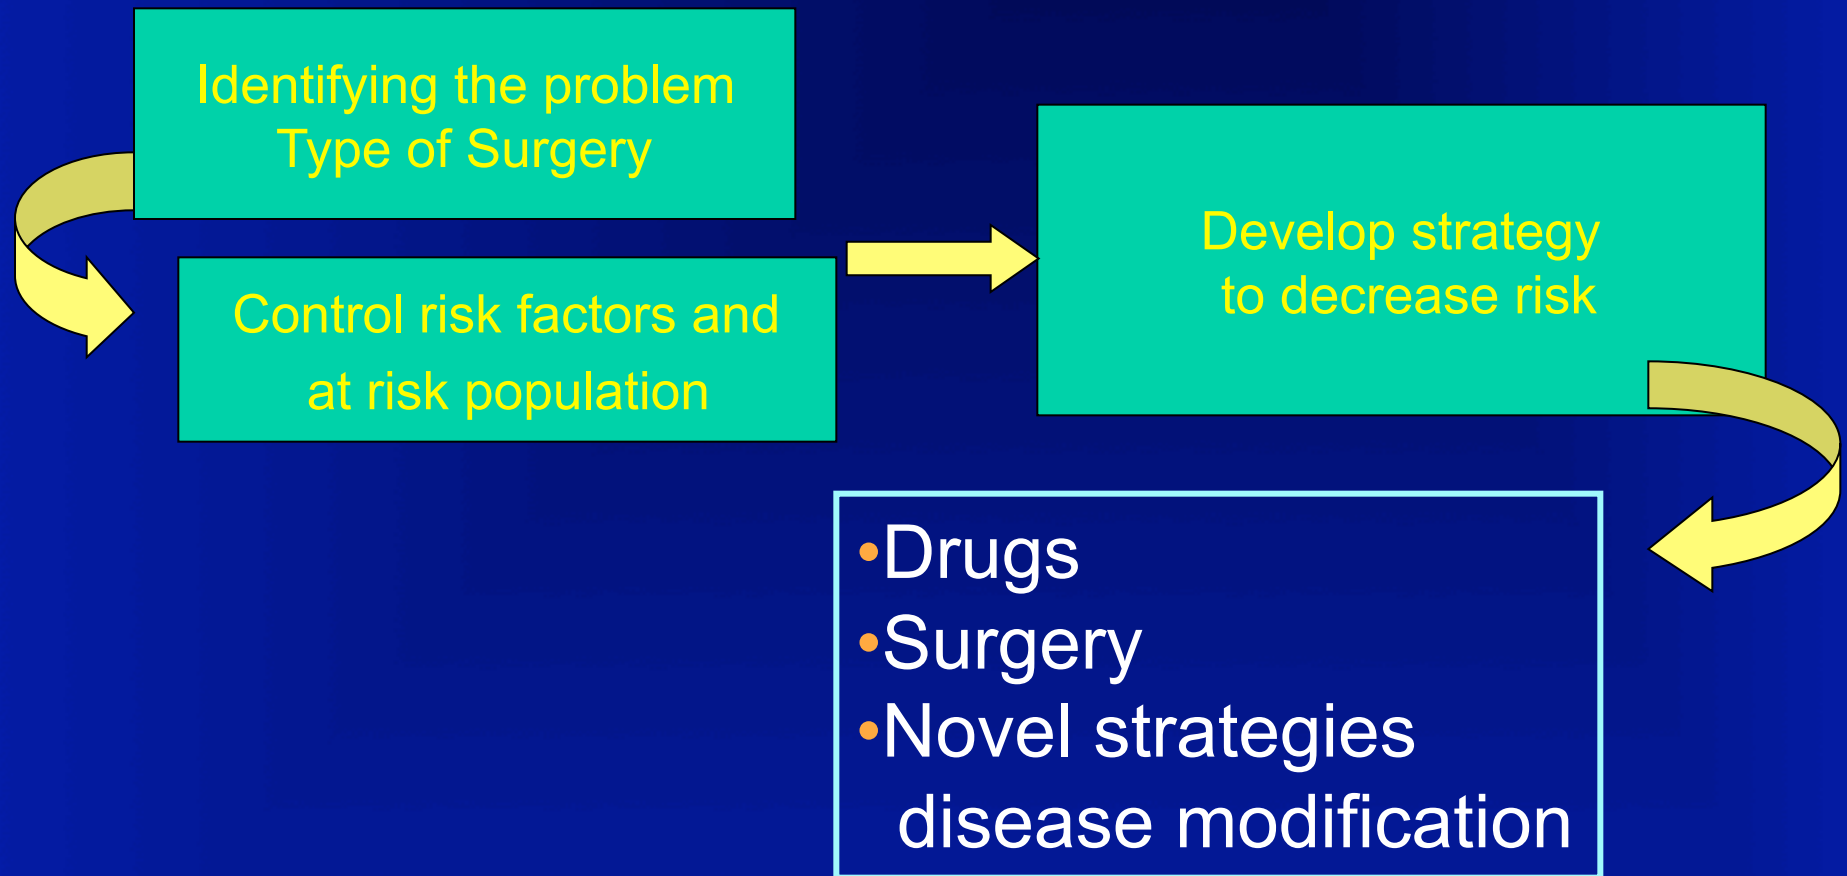 Identifying the problem
Type of Surgery
Control risk factors and
at risk population
Develop strategy
to decrease risk
•Drugs
•Surgery
•Novel strategies
disease modification